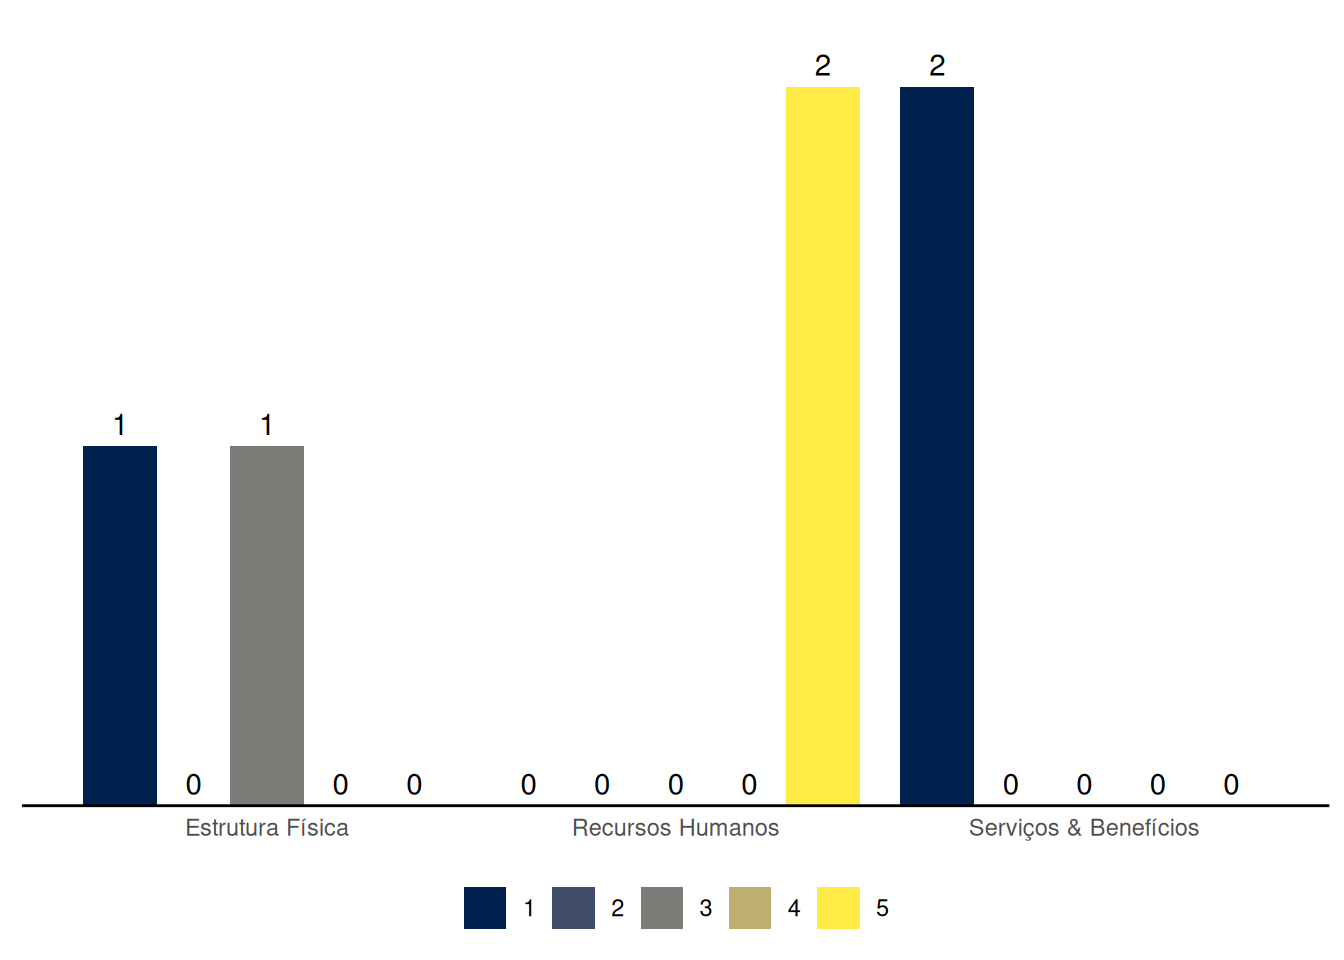 2 2
1 1
0 0 0 0 0 0 0 0 0 0 0
Estrutura Física Recursos Humanos Serviços & Benefícios
1 2 3 4 5